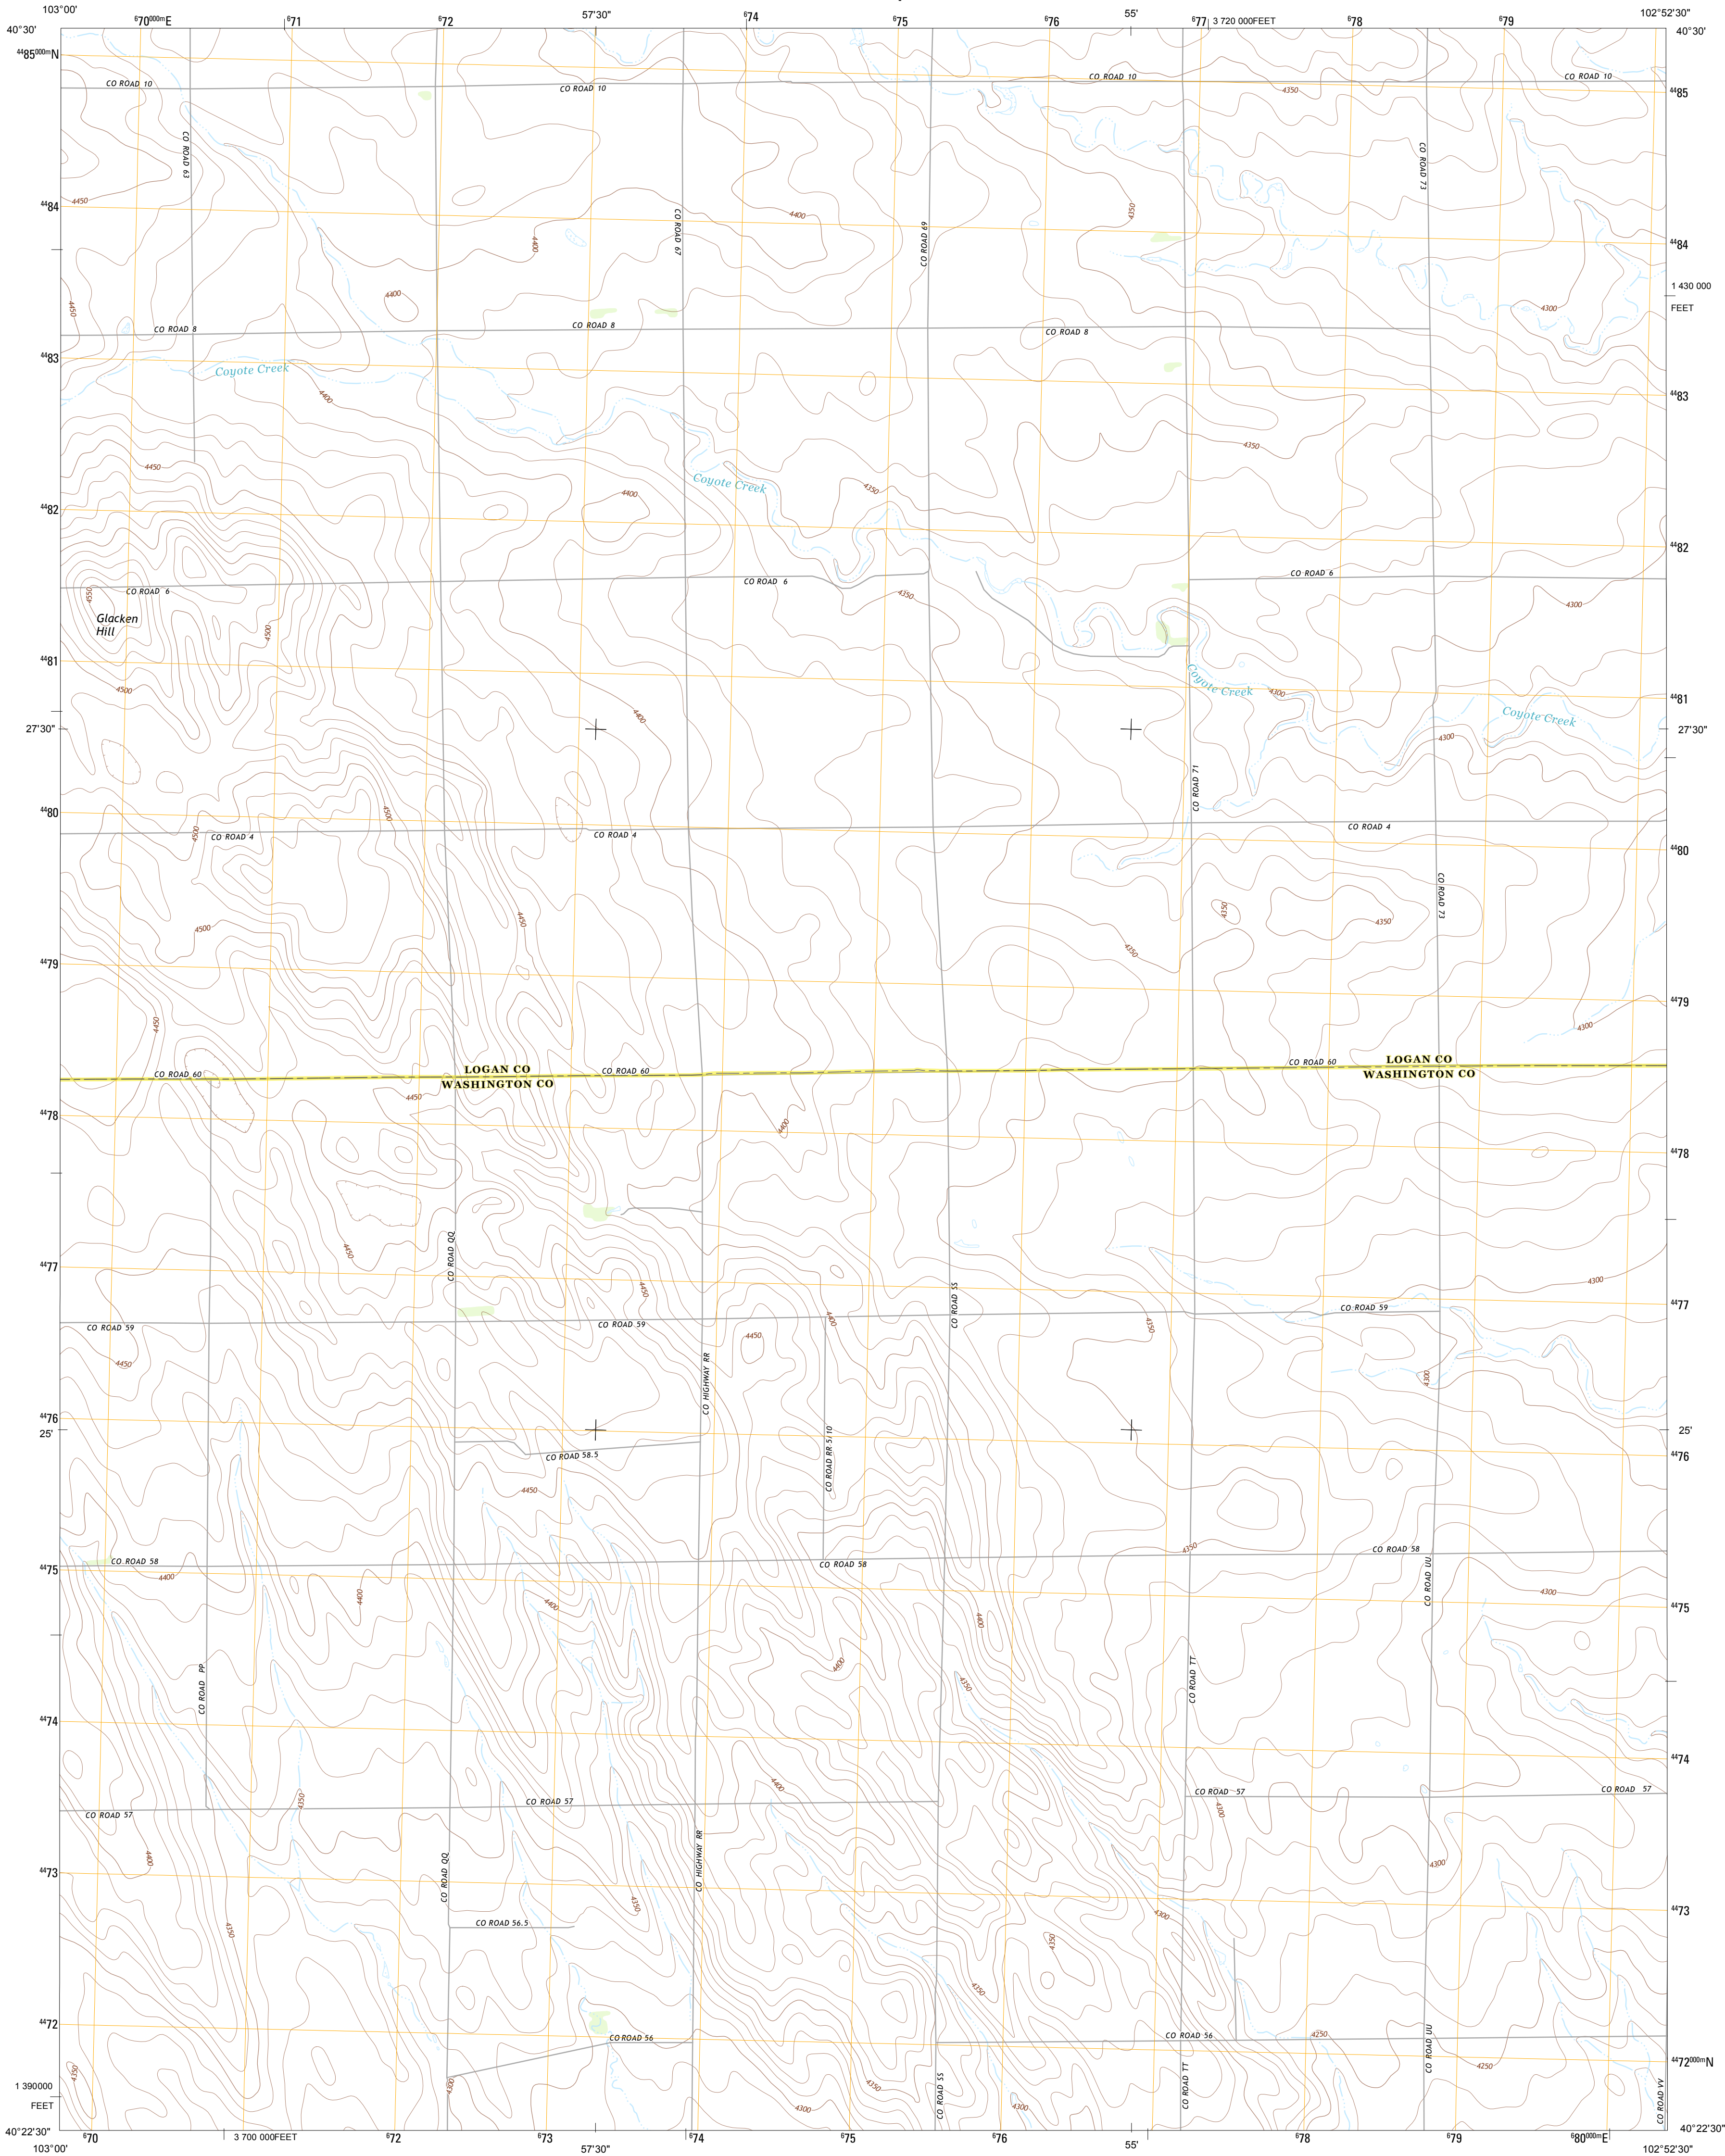 103°00'
⁶70⁰⁰⁰ᵐE
⁶71
⁶72
57'30"
⁶74
⁶75
⁶76
55'
⁶77
3 720 000FEET
⁶78
⁶79
102°52'30"
40°30'
40°30'
⁴⁴85⁰⁰⁰ᵐN
CO ROAD 10
CO ROAD 10
CO ROAD 10
CO ROAD 10
4350
⁴⁴85
CO ROAD 63
CO ROAD 73
4450
⁴⁴84
CO ROAD 67
4400
4350
4400
CO ROAD 69
⁴⁴84
1 430 000
FEET
4450
4400
4300
CO ROAD 8
CO ROAD 8
CO ROAD 8
⁴⁴83
Coyote Creek
4400
⁴⁴83
4350
4450
Coyote Creek
4350
4400
⁴⁴82
⁴⁴82
CO ROAD 6
CO ROAD 6
CO ROAD 6
4550
4350
4300
Glacken
Hill
4500
⁴⁴81
4500
Coyote Creek
4300
⁴⁴81
4400
Coyote Creek
27'30"
27'30"
4300
CO ROAD 71
⁴⁴80
4500
4500
CO ROAD 4
CO ROAD 4
CO ROAD 4
⁴⁴80
CO ROAD 73
4350
4350
4450
4500
4350
⁴⁴79
⁴⁴79
4450
4300
CO ROAD 60
LOGAN CO
WASHINGTON CO
CO ROAD 60
CO ROAD 60
LOGAN CO
WASHINGTON CO
4450
⁴⁴78
4400
⁴⁴78
CO ROAD QQ
4450
⁴⁴77
4450
4300
CO ROAD SS
⁴⁴77
CO ROAD 59
CO ROAD 59
CO ROAD 59
4400
4350
4450
4450
CO HIGHWAY RR
4300
⁴⁴76
25'
25'
⁴⁴76
CO ROAD 58.5
CO ROAD RR 5/10
4450
4350
CO ROAD 58
CO ROAD 58
CO ROAD 58
⁴⁴75
4400
4400
4400
CO ROAD UU
4300
⁴⁴75
4400
4400
4350
CO ROAD PP
CO ROAD TT
⁴⁴74
⁴⁴74
4400
CO ROAD 57
CO ROAD 57
4350
CO ROAD 57
CO ROAD 57
4300
4400
CO HIGHWAY RR
4300
⁴⁴73
CO ROAD QQ
4350
4300
⁴⁴73
4350
CO ROAD 56.5
4350
4350
⁴⁴72
CO ROAD 56
CO ROAD 56
4250
CO ROAD UU
4250
⁴⁴72⁰⁰⁰ᵐN
4350
4300
CO ROAD TT
4350
1 390000
FEET
CO ROAD SS
CO ROAD VV
4300
4300
40°22'30"
⁶70
3 700 000FEET
⁶72
⁶73
⁶74
⁶75
⁶76
⁶78
⁶79
⁶80⁰⁰⁰ᵐE
40°22'30"
103°00'
57'30"
55'
102°52'30"